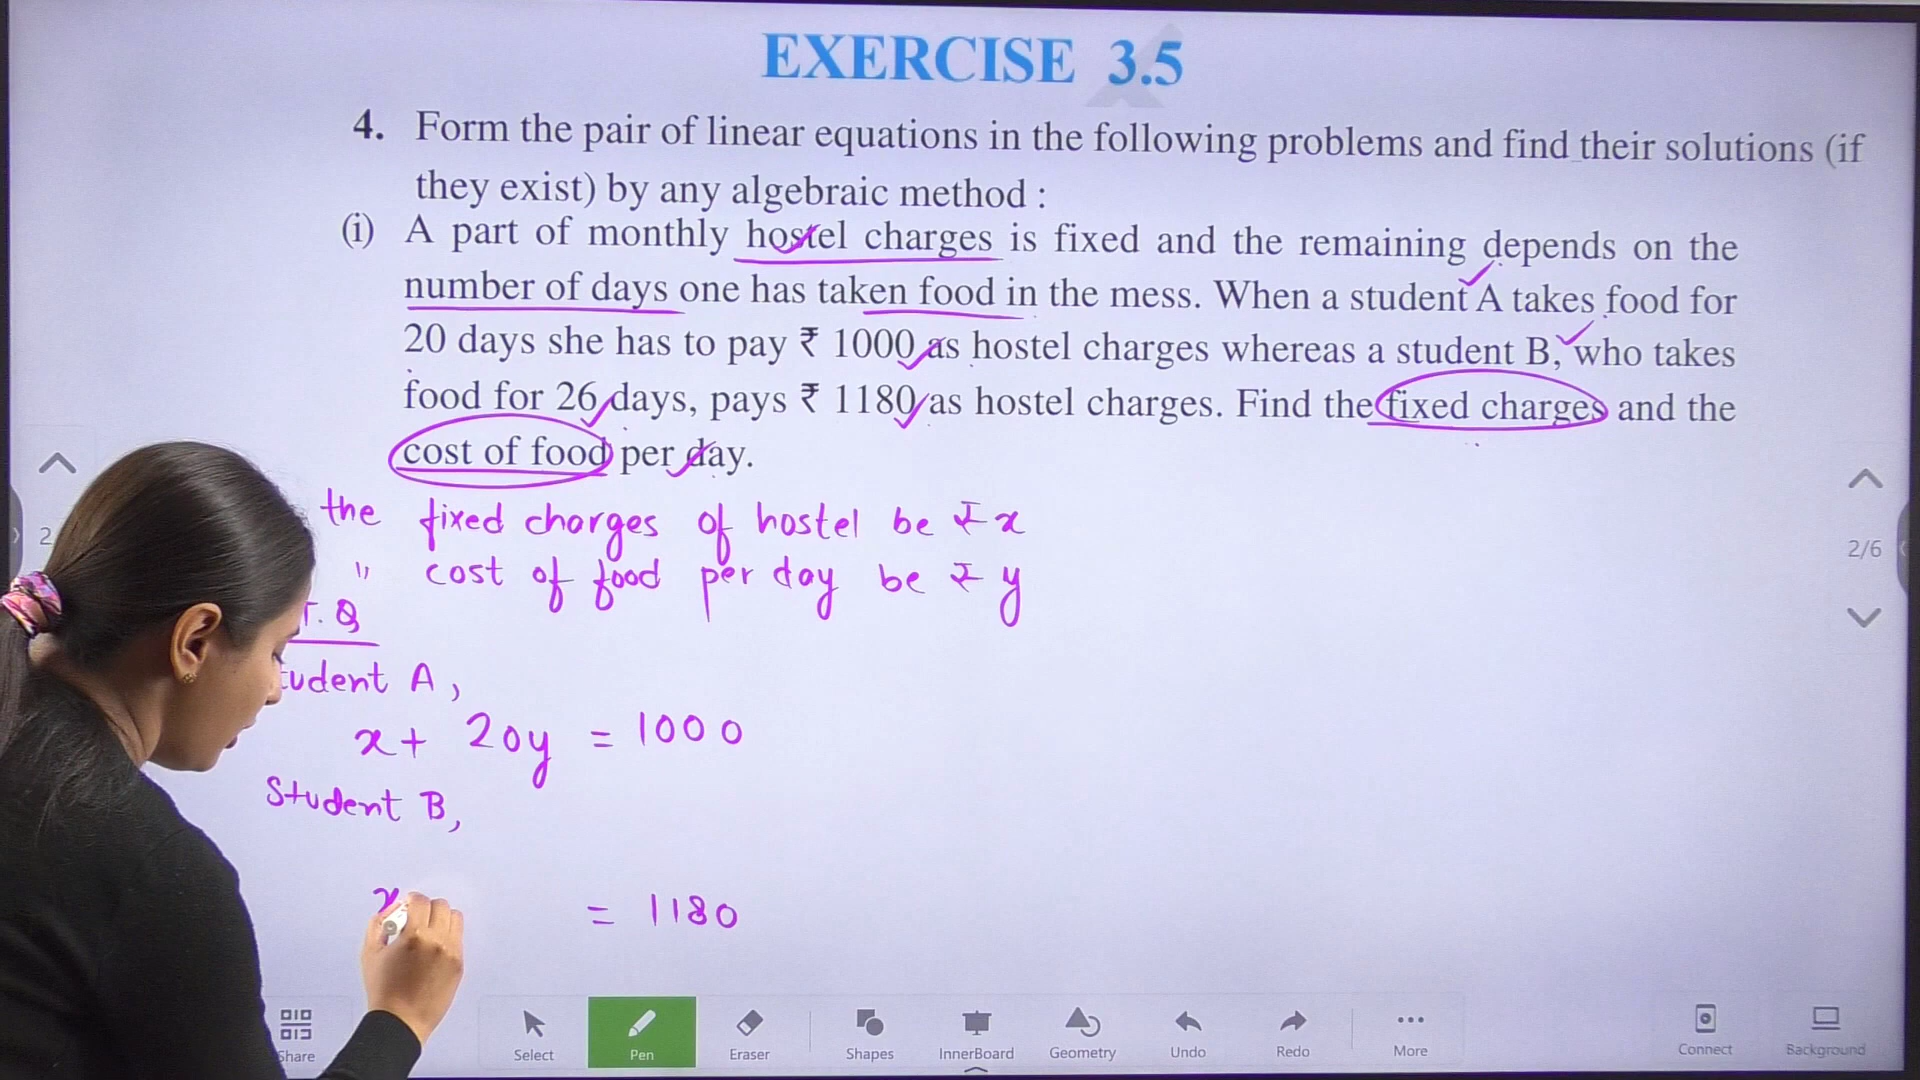 EXERCISE 3.5
4. Form the pair of linear equations in the following problems and find their solutions (if
they exist) by any algebraic method :
(i) A part of monthly hostel charges is fixed and the remaining depends on the
number of days one has taken food in the mess. When a student A takes food for
20 days she has to pay ₹ 1000 as hostel charges whereas a student B, who takes
food for 26 days, pays ₹ 1180 as hostel charges. Find the fixed charges and the
cost of food per day.
the fixed charges of hostel be ₹ x
" cost of food per day be ₹ y
T. Q
tudent A,
x + 20y = 1000
Student B,
x = 1180
2
2/6
Share
Select
Pen
Eraser
Shapes
InnerBoard
Geometry
Undo
Redo
More
Connect
Background